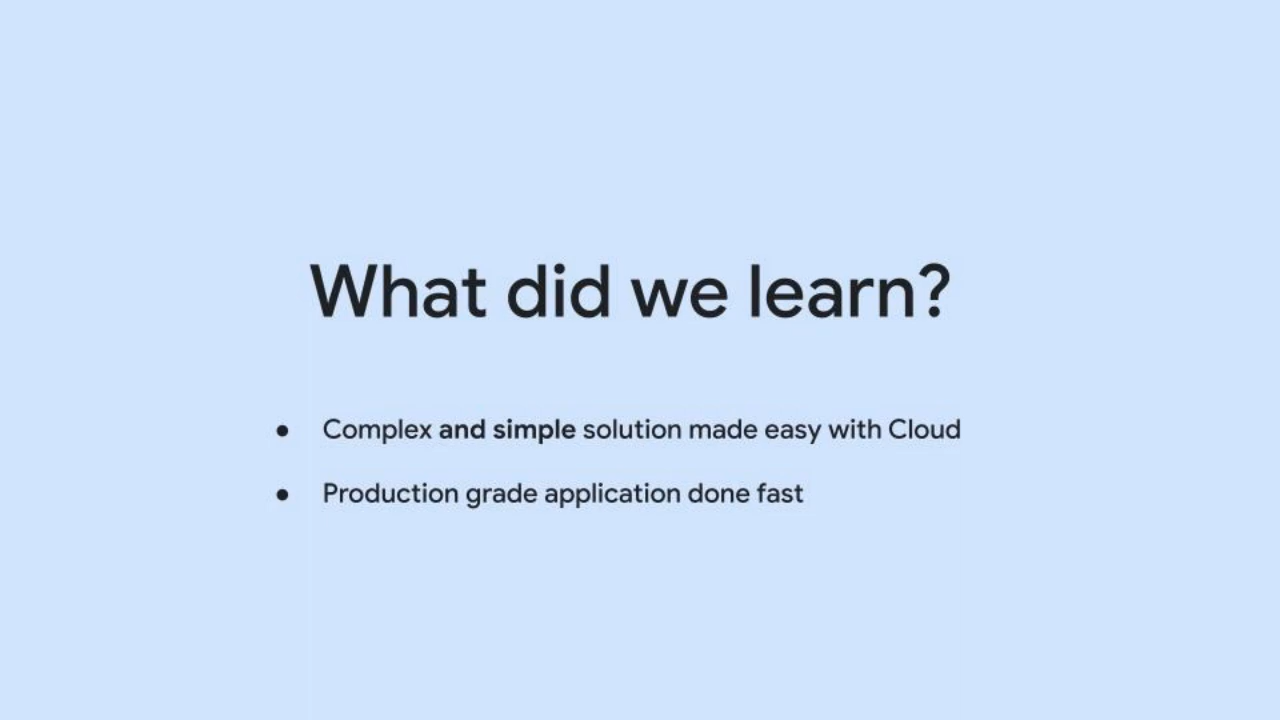 What did we learn?
● Complex and simple solution made easy with Cloud
● Production grade application done fast